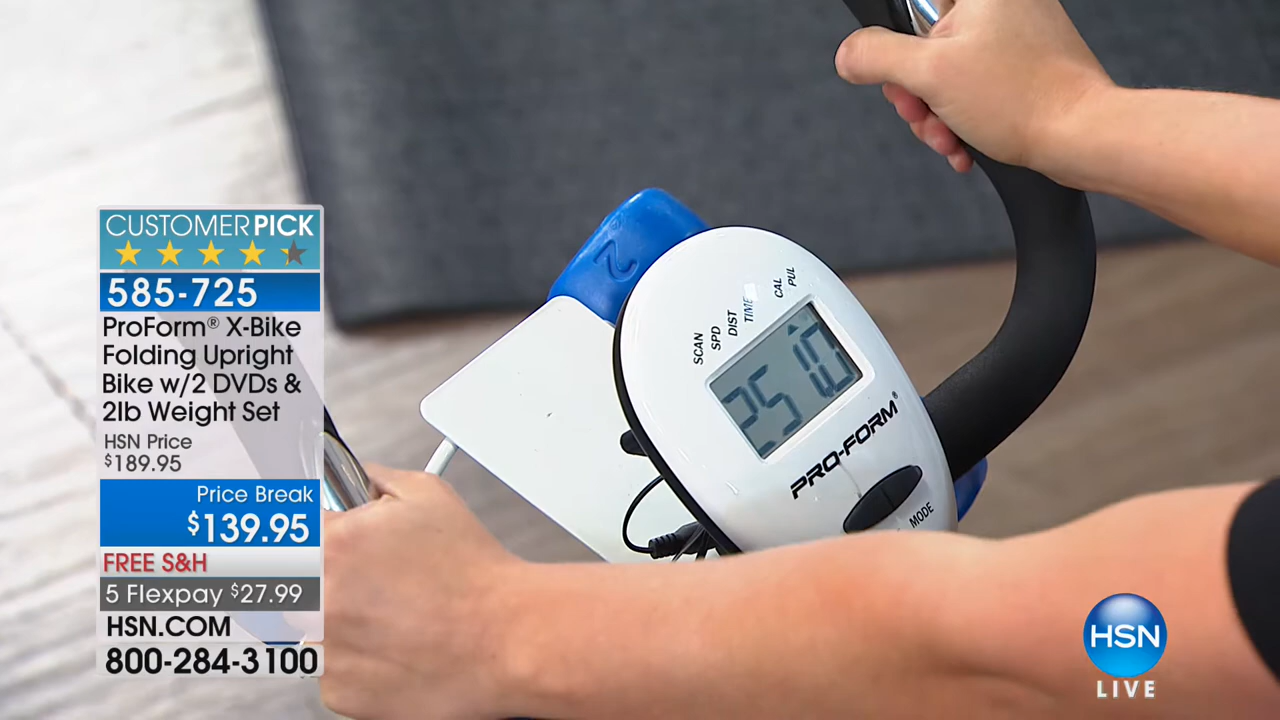 CUSTOMER PICK
585-725
ProForm® X-Bike
Folding Upright
Bike w/2 DVDs &
2lb Weight Set
HSN Price
$189.95
Price Break
$139.95
FREE S&H
5 Flexpay $27.99
HSN.COM
800-284-3100
2
SCAN
SPD
DIST
TIME
CAL
PUL
PRO-FORM®
MODE
HSN
LIVE